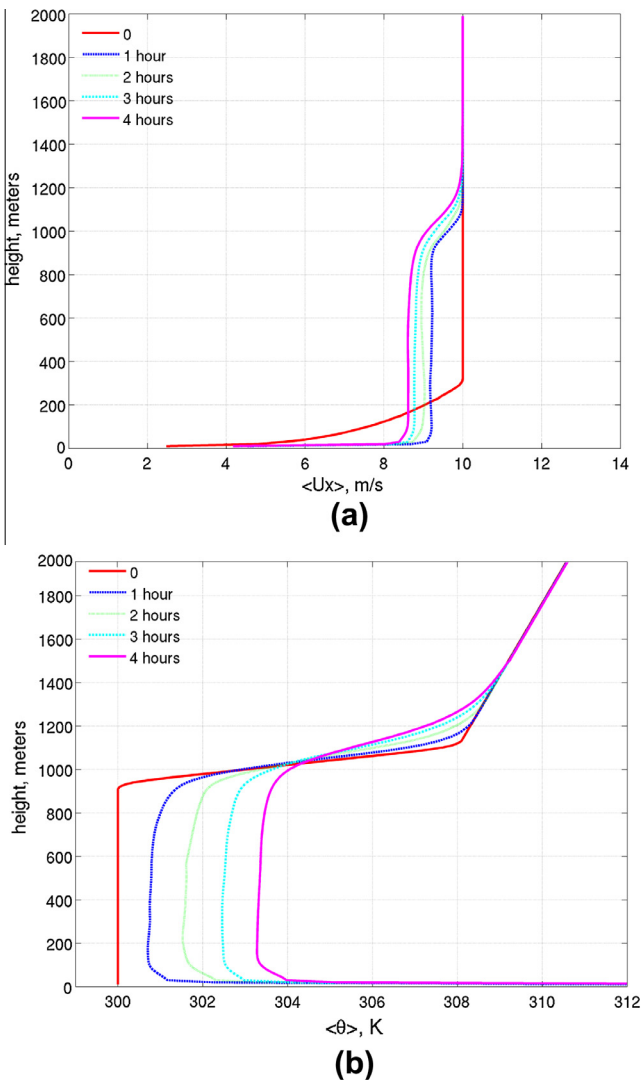 2000
1800
1600
1400
1200
1000
800
600
400
200
0
height, meters
0
1 hour
2 hours
3 hours
4 hours
0 2 4 6 8 10 12 14
<Ux>, m/s
(a)
2000
1800
1600
1400
1200
1000
800
600
400
200
0
height, meters
0
1 hour
2 hours
3 hours
4 hours
300 302 304 306 308 310 312
<θ>, K
(b)